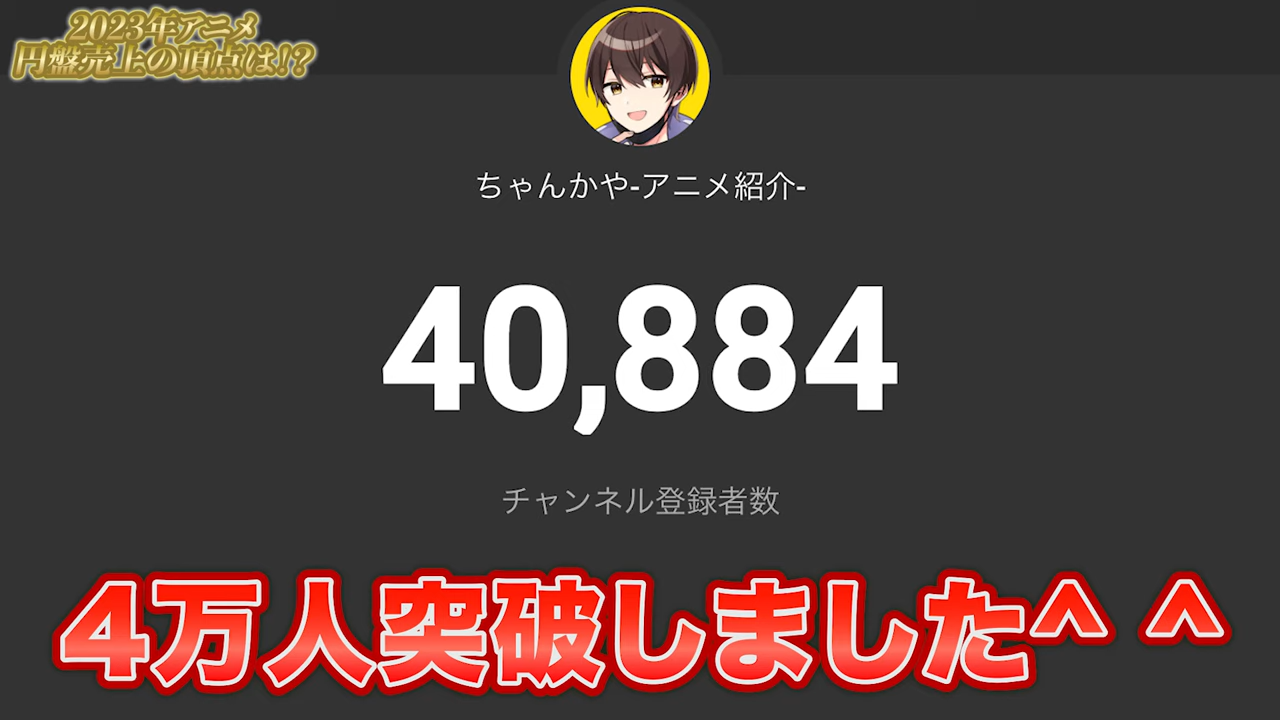 2023年アニメ
円盤売上の頂点は!?
ちゃんかや-アニメ紹介-
40,884
チャンネル登録者数
4万人突破しました^ ^